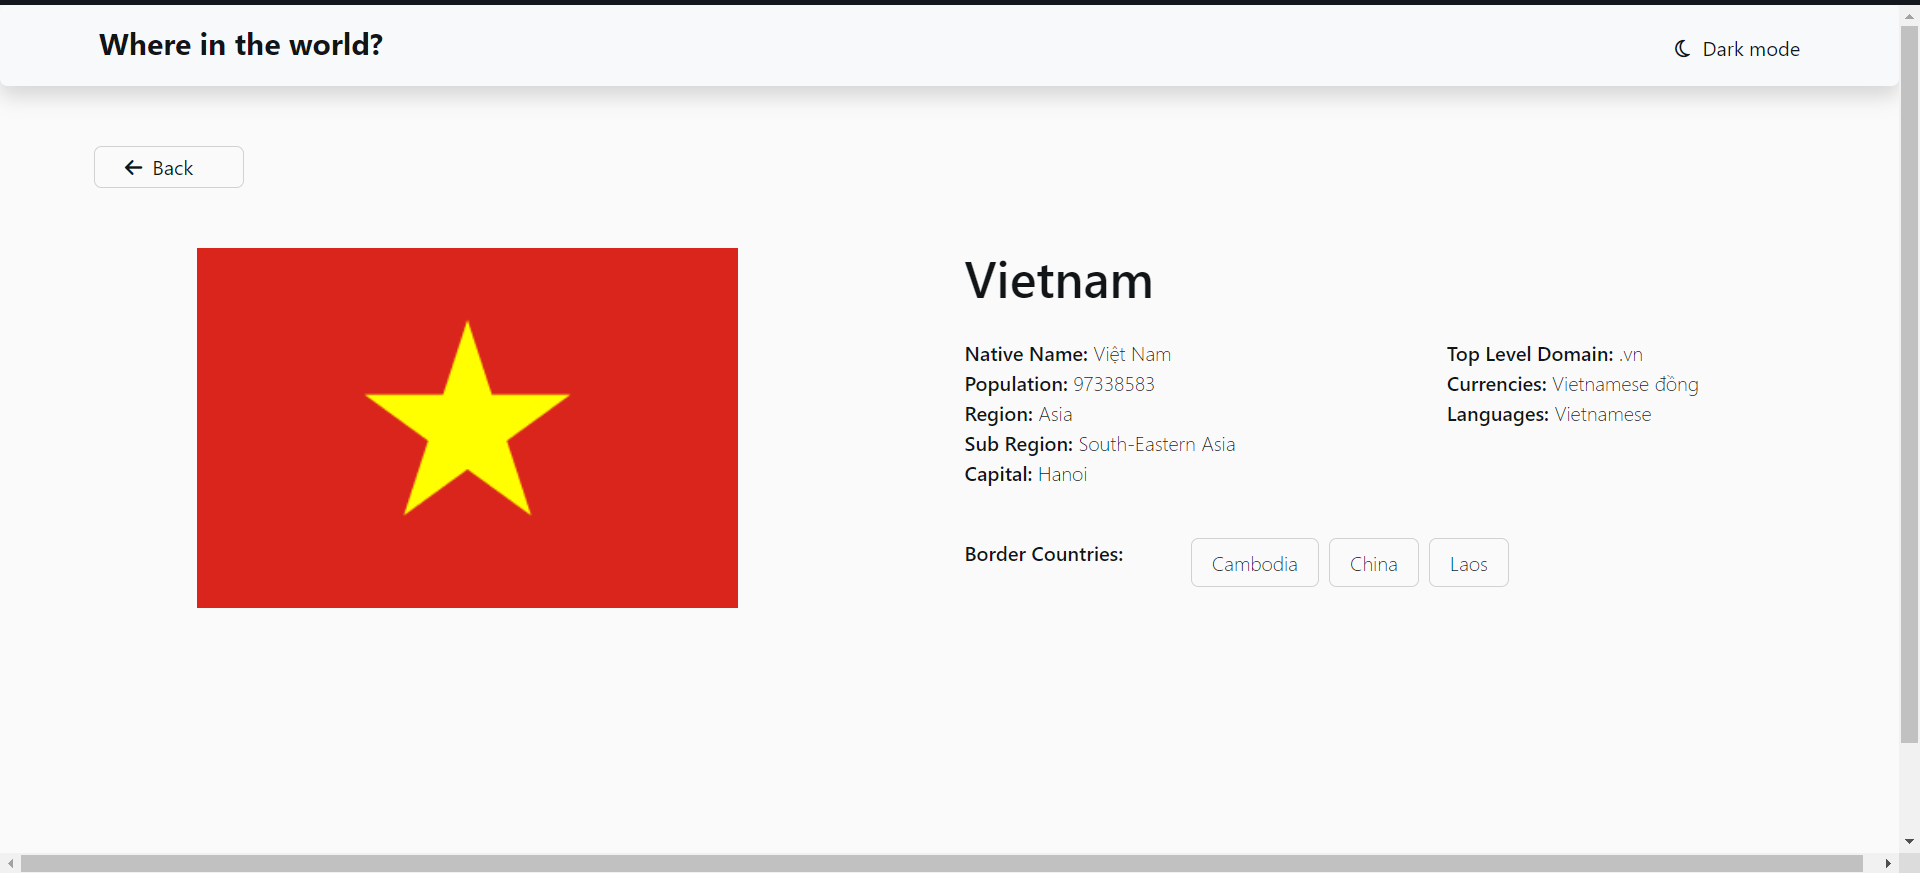 Where in the world?
Dark mode
Back
Vietnam
Native Name: Việt Nam
Population: 97338583
Region: Asia
Sub Region: South-Eastern Asia
Capital: Hanoi
Top Level Domain: .vn
Currencies: Vietnamese đồng
Languages: Vietnamese
Border Countries:
Cambodia
China
Laos